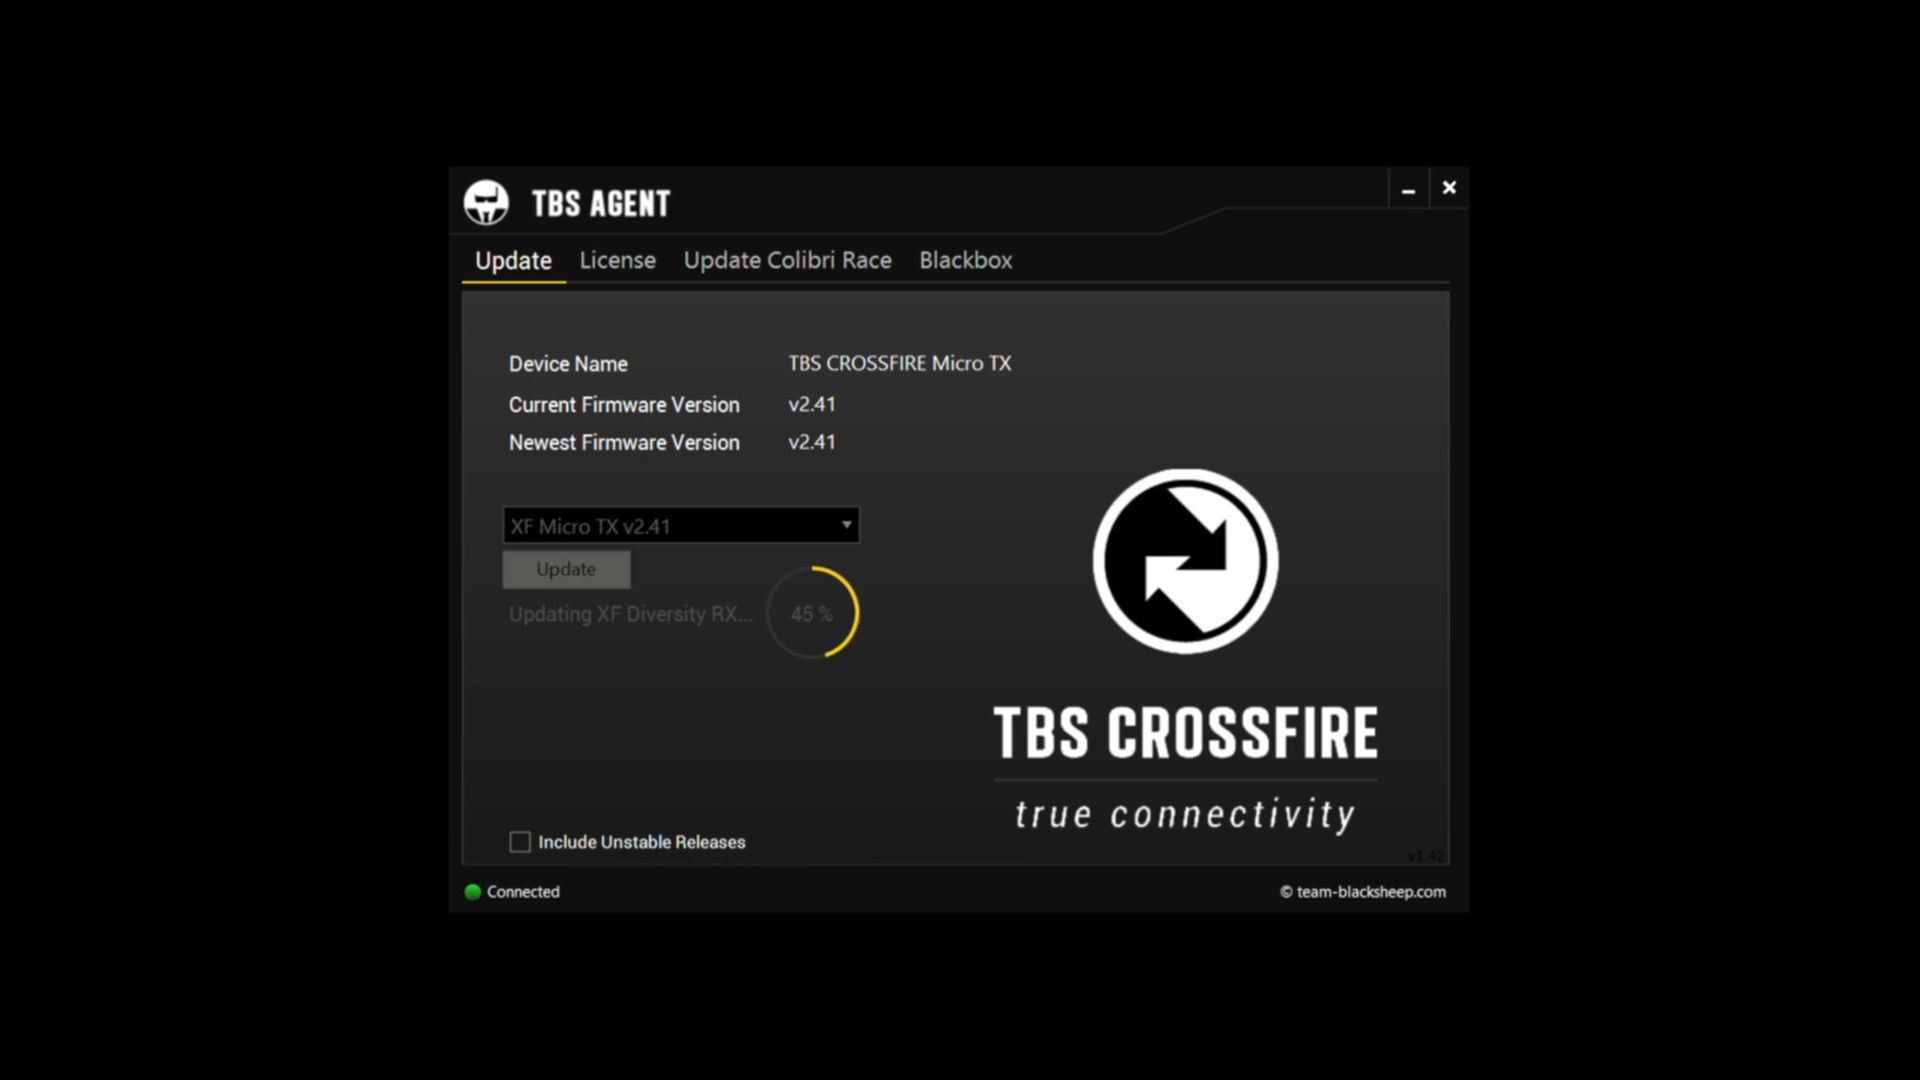 TBS AGENT
Update License Update Colibri Race Blackbox
Device Name TBS CROSSFIRE Micro TX
Current Firmware Version v2.41
Newest Firmware Version v2.41
XF Micro TX v2.41
Update
Updating XF Diversity RX... 45 %
TBS CROSSFIRE
true connectivity
Include Unstable Releases
v1.42
Connected © team-blacksheep.com